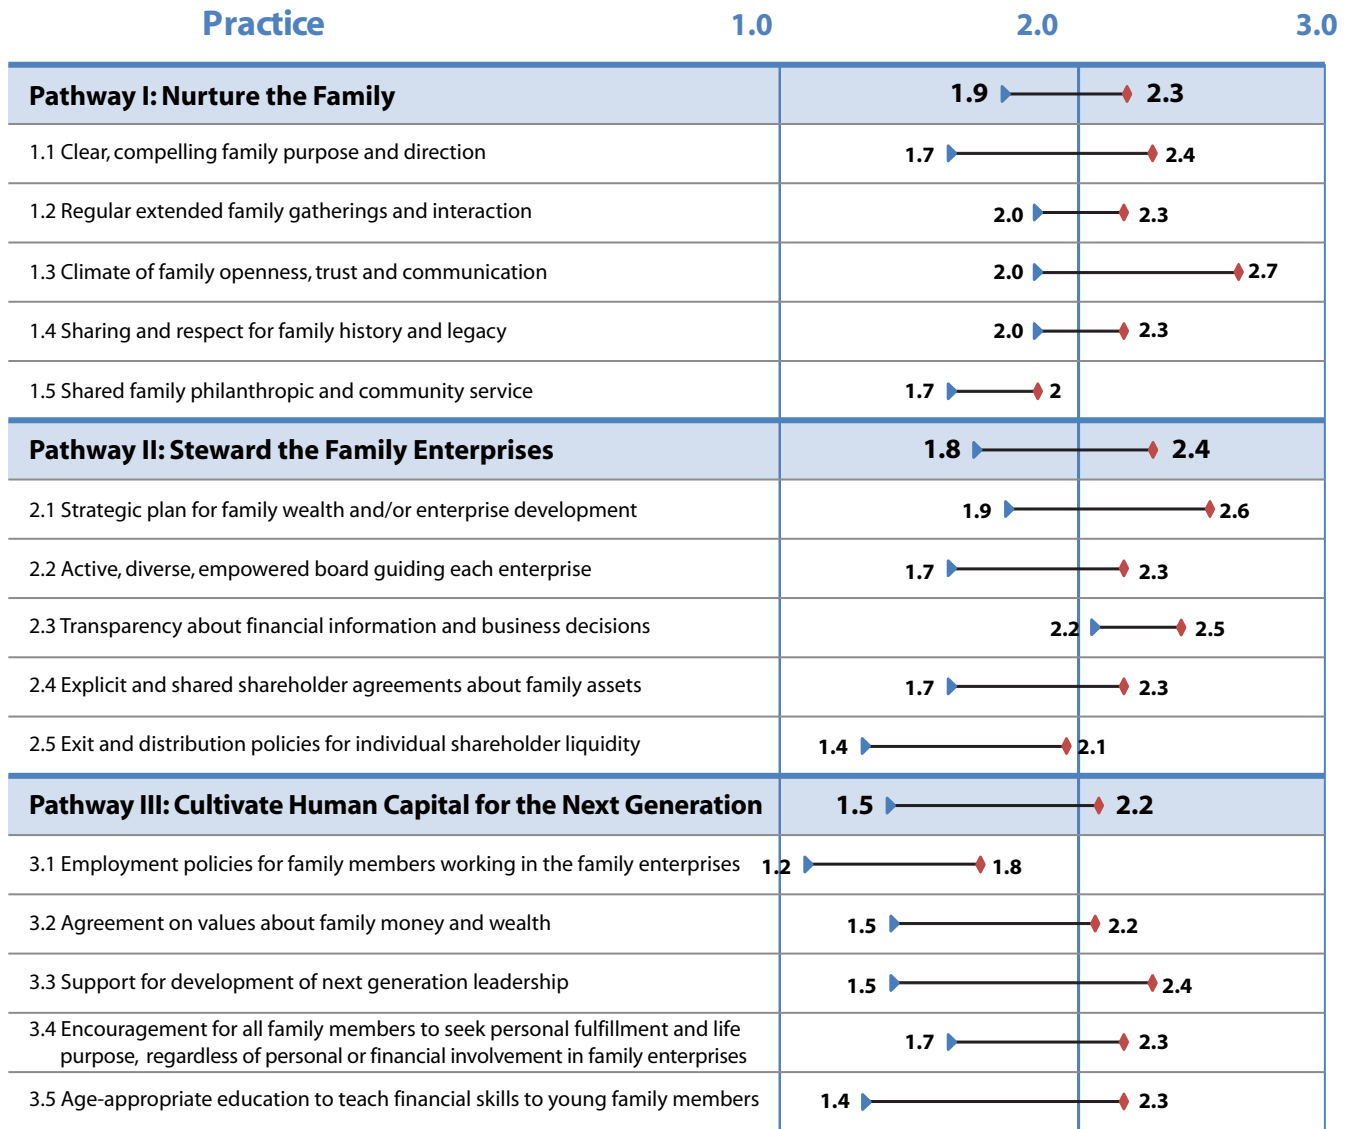 Practice 1.0 2.0 3.0
Pathway I: Nurture the Family 1.9 2.3
1.1 Clear, compelling family purpose and direction 1.7 2.4
1.2 Regular extended family gatherings and interaction 2.0 2.3
1.3 Climate of family openness, trust and communication 2.0 2.7
1.4 Sharing and respect for family history and legacy 2.0 2.3
1.5 Shared family philanthropic and community service 1.7 2
Pathway II: Steward the Family Enterprises 1.8 2.4
2.1 Strategic plan for family wealth and/or enterprise development 1.9 2.6
2.2 Active, diverse, empowered board guiding each enterprise 1.7 2.3
2.3 Transparency about financial information and business decisions 2.2 2.5
2.4 Explicit and shared shareholder agreements about family assets 1.7 2.3
2.5 Exit and distribution policies for individual shareholder liquidity 1.4 2.1
Pathway III: Cultivate Human Capital for the Next Generation 1.5 2.2
3.1 Employment policies for family members working in the family enterprises 1.2 1.8
3.2 Agreement on values about family money and wealth 1.5 2.2
3.3 Support for development of next generation leadership 1.5 2.4
3.4 Encouragement for all family members to seek personal fulfillment and life
purpose, regardless of personal or financial involvement in family enterprises 1.7 2.3
3.5 Age-appropriate education to teach financial skills to young family members 1.4 2.3